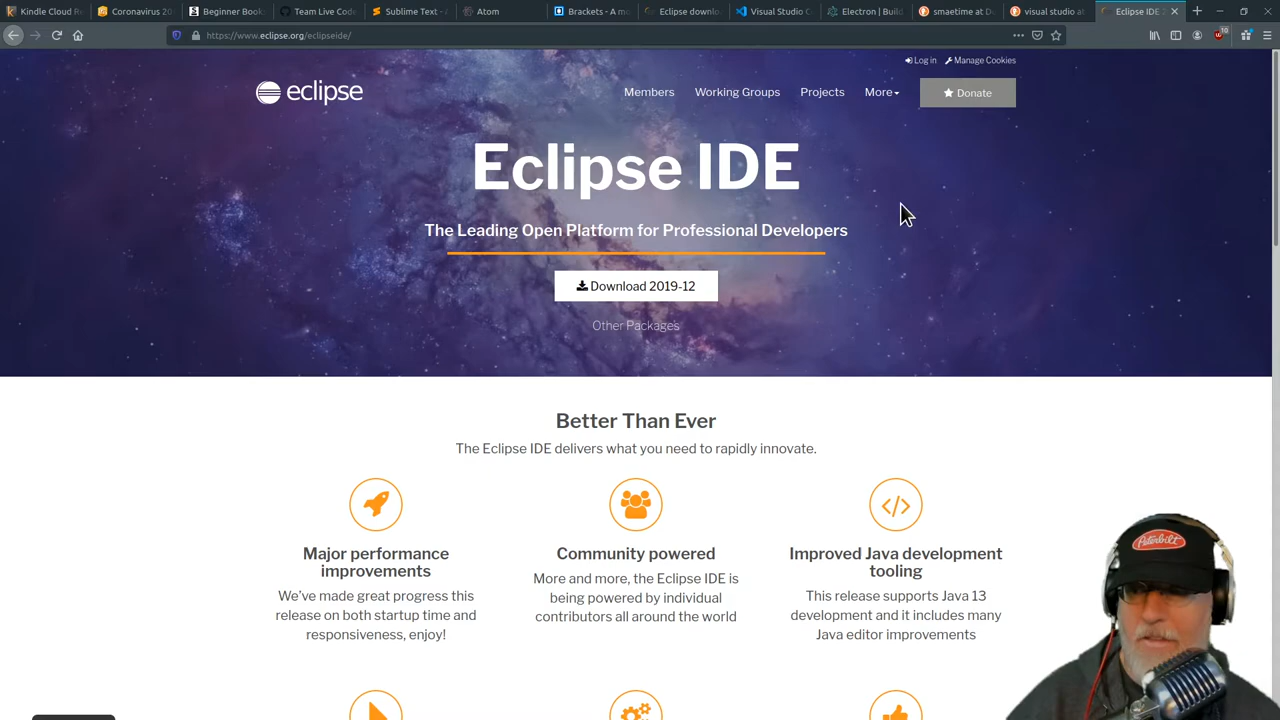 Kindle Cloud Re
Coronavirus 20
Beginner Book
Team Live Code
Sublime Text - 
Atom
Brackets - A m
Eclipse downlo
Visual Studio C
Electron | Build
smaetime at D
visual studio at
Eclipse IDE
https://www.eclipse.org/eclipseide/
10
Log in
Manage Cookies
eclipse
Members
Working Groups
Projects
More
Donate
Eclipse IDE
The Leading Open Platform for Professional Developers
Download 2019-12
Other Packages
Better Than Ever
The Eclipse IDE delivers what you need to rapidly innovate.
Major performance
improvements
We've made great progress this
release on both startup time and
responsiveness, enjoy!
Community powered
More and more, the Eclipse IDE is
being powered by individual
contributors all around the world
Improved Java development
tooling
This release supports Java 13
development and it includes many
Java editor improvements
Peterbilt